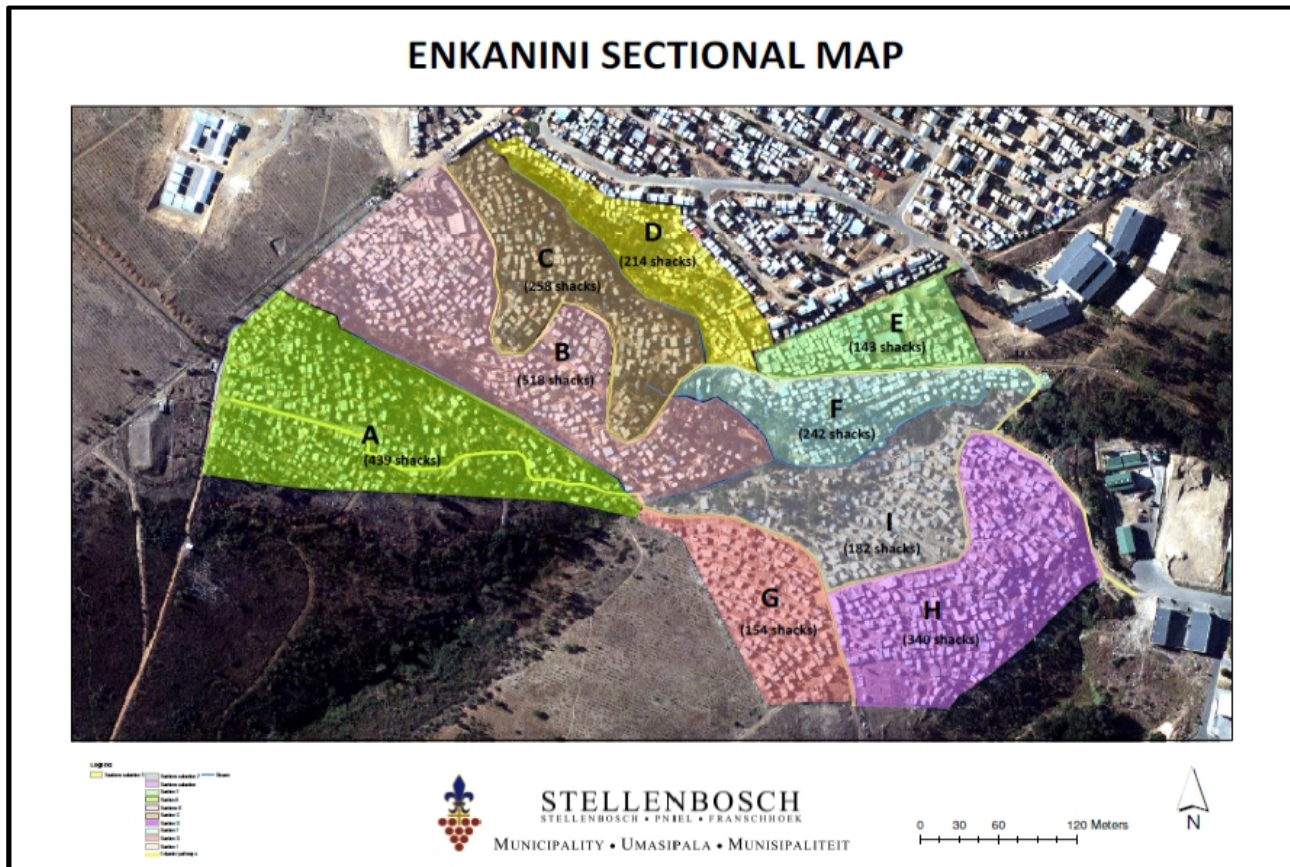 ENKANINI SECTIONAL MAP
D
(214 shacks)
C
(258 shacks)
E
(143 shacks)
B
(518 shacks)
F
(242 shacks)
A
(439 shacks)
I
(182 shacks)
G
(154 shacks)
H
(340 shacks)
Legend
STELLENBOSCH
STELLENBOSCH • PNIEL • FRANSCHHOEK
MUNICIPALITY • UMASIPALA • MUNISIPALITEIT
0 30 60 120 Meters
N